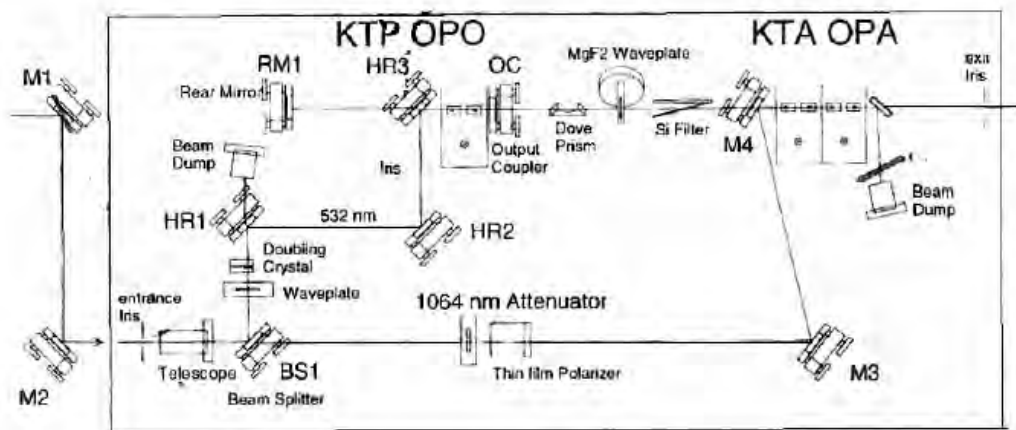 KTP OPO
KTA OPA
M1
RM1
Rear Mirror
HR3
OC
MgF2 Waveplate
exit
Iris
Beam
Dump
Iris
Output
Coupler
Dove
Prism
Si Filter
M4
HR1
532 nm
HR2
Beam
Dump
Doubling
Crystal
Waveplate
entrance
Iris
1064 nm Attenuator
M2
Telescope
BS1
Beam Splitter
Thin film Polarizer
M3